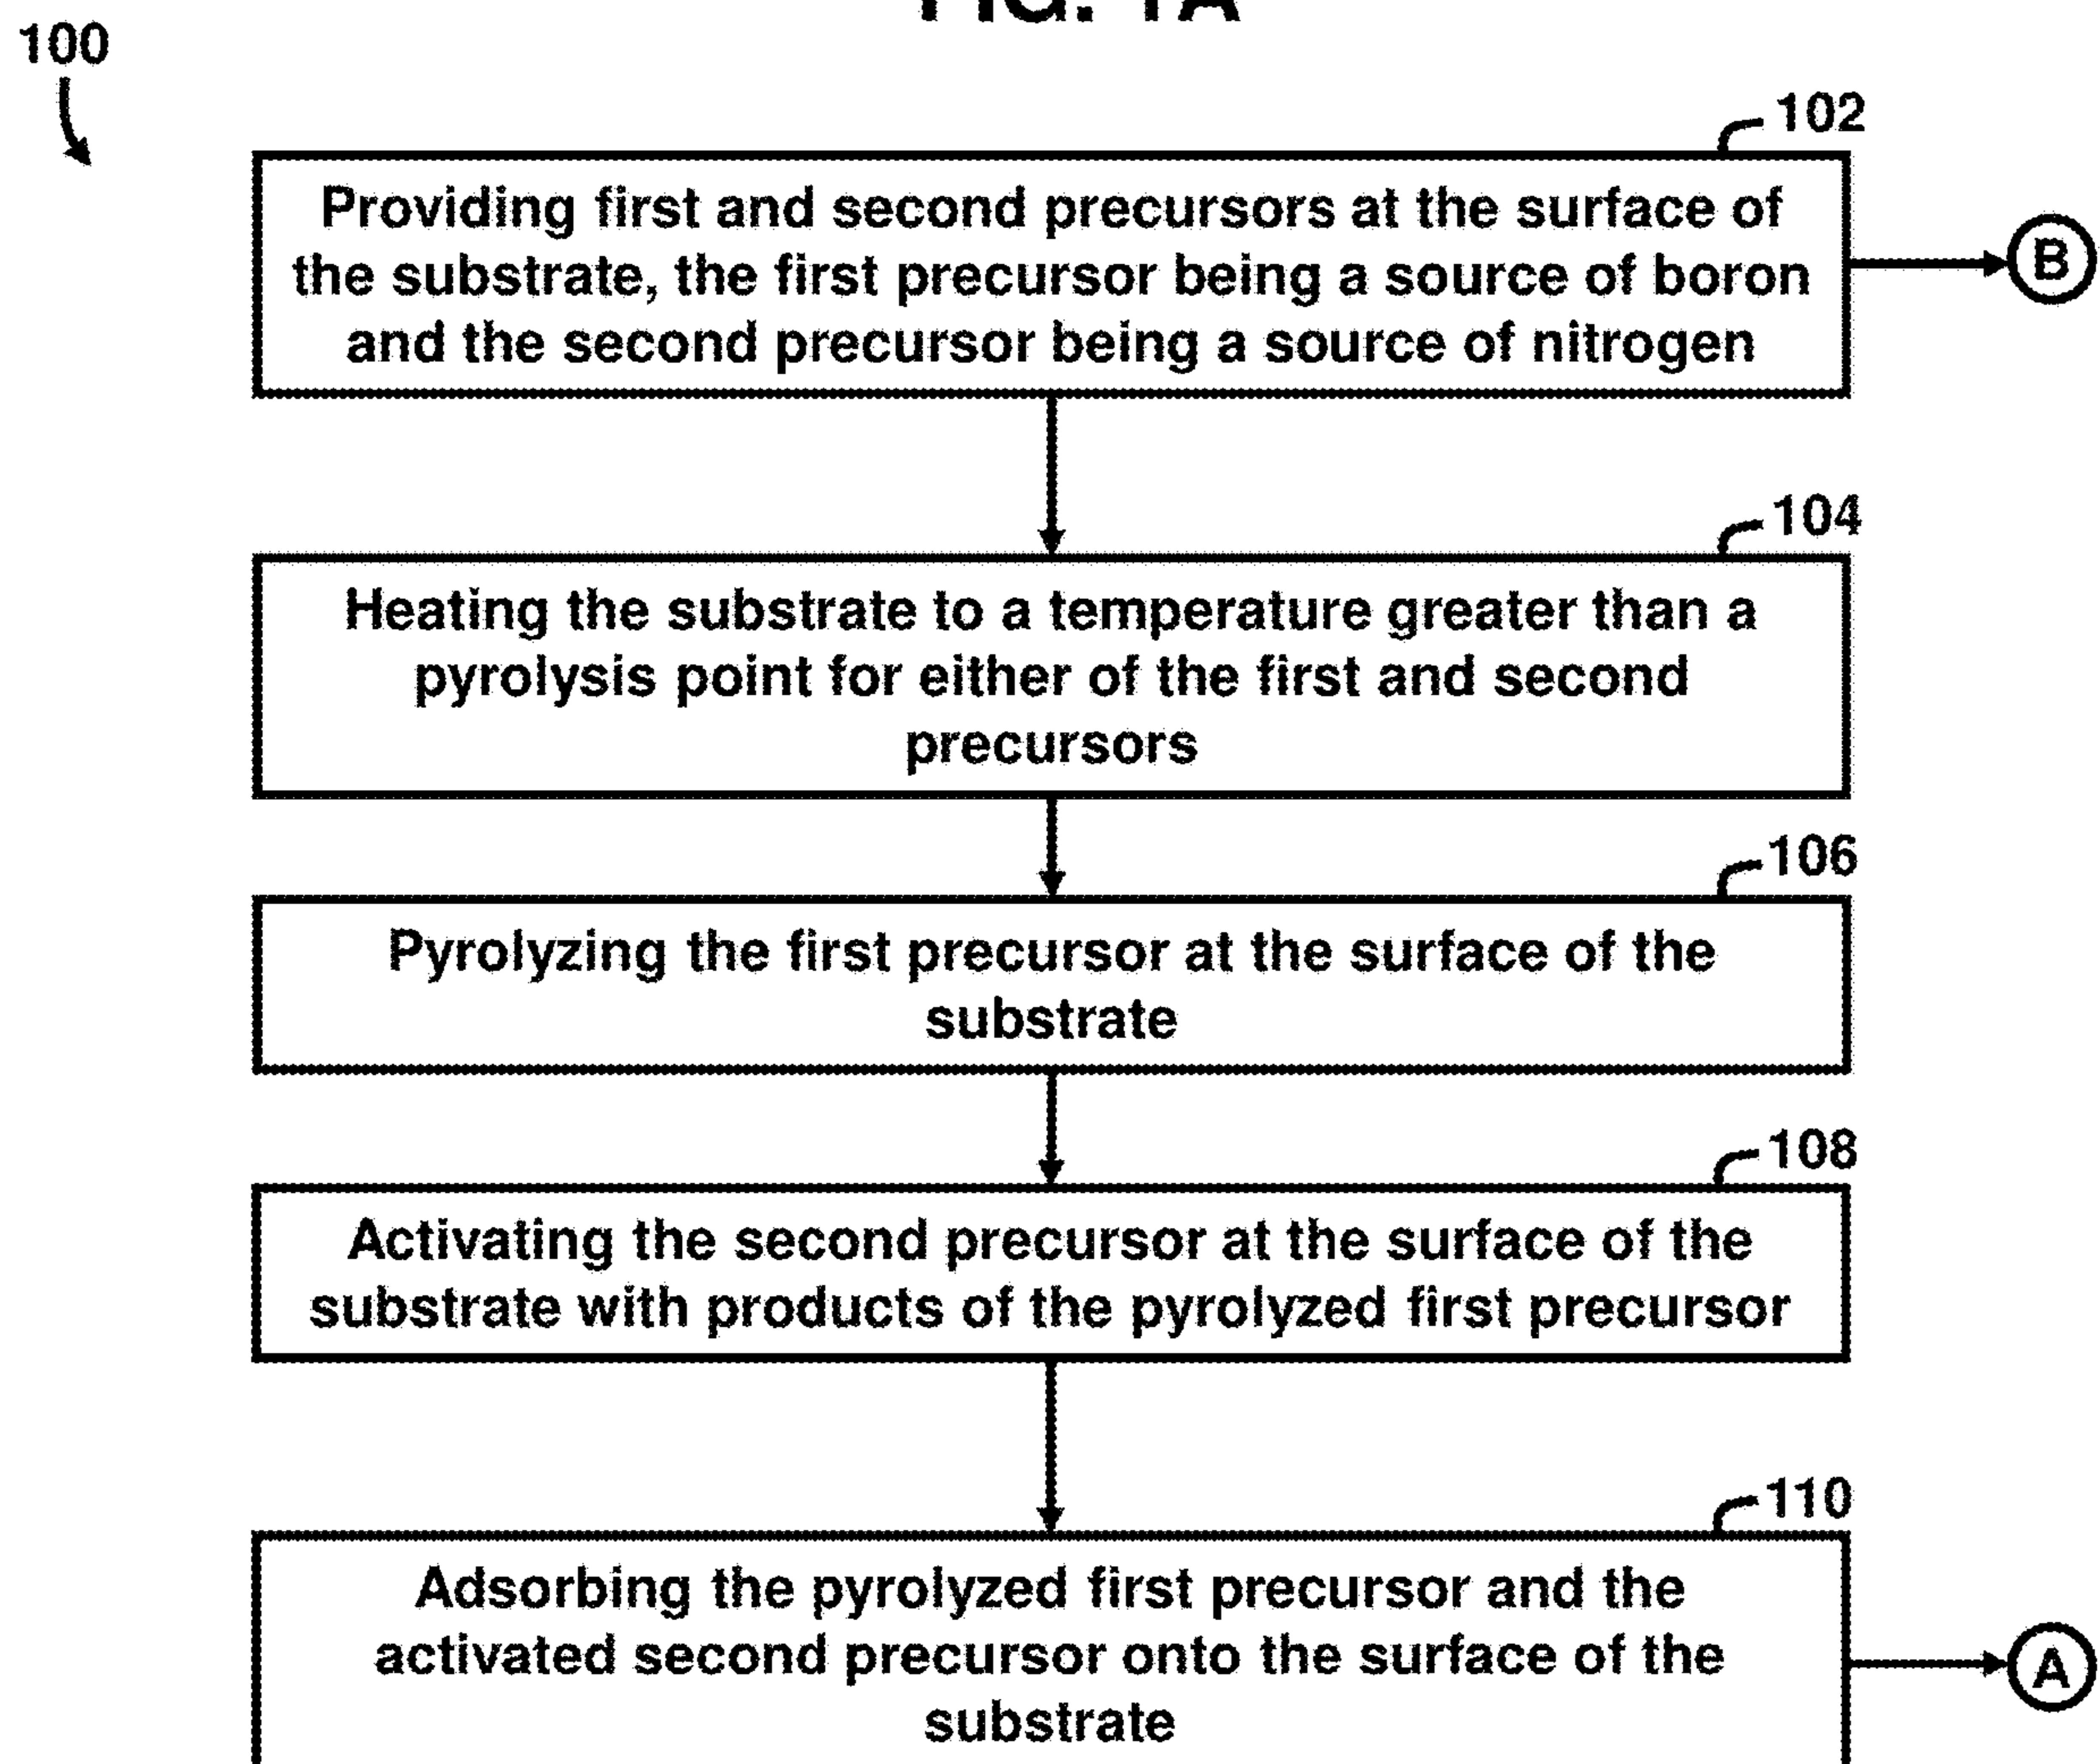 FIG. 1A
100
102
Providing first and second precursors at the surface of
the substrate, the first precursor being a source of boron
and the second precursor being a source of nitrogen
B
104
Heating the substrate to a temperature greater than a
pyrolysis point for either of the first and second
precursors
106
Pyrolyzing the first precursor at the surface of the
substrate
108
Activating the second precursor at the surface of the
substrate with products of the pyrolyzed first precursor
110
Adsorbing the pyrolyzed first precursor and the
activated second precursor onto the surface of the
substrate
A